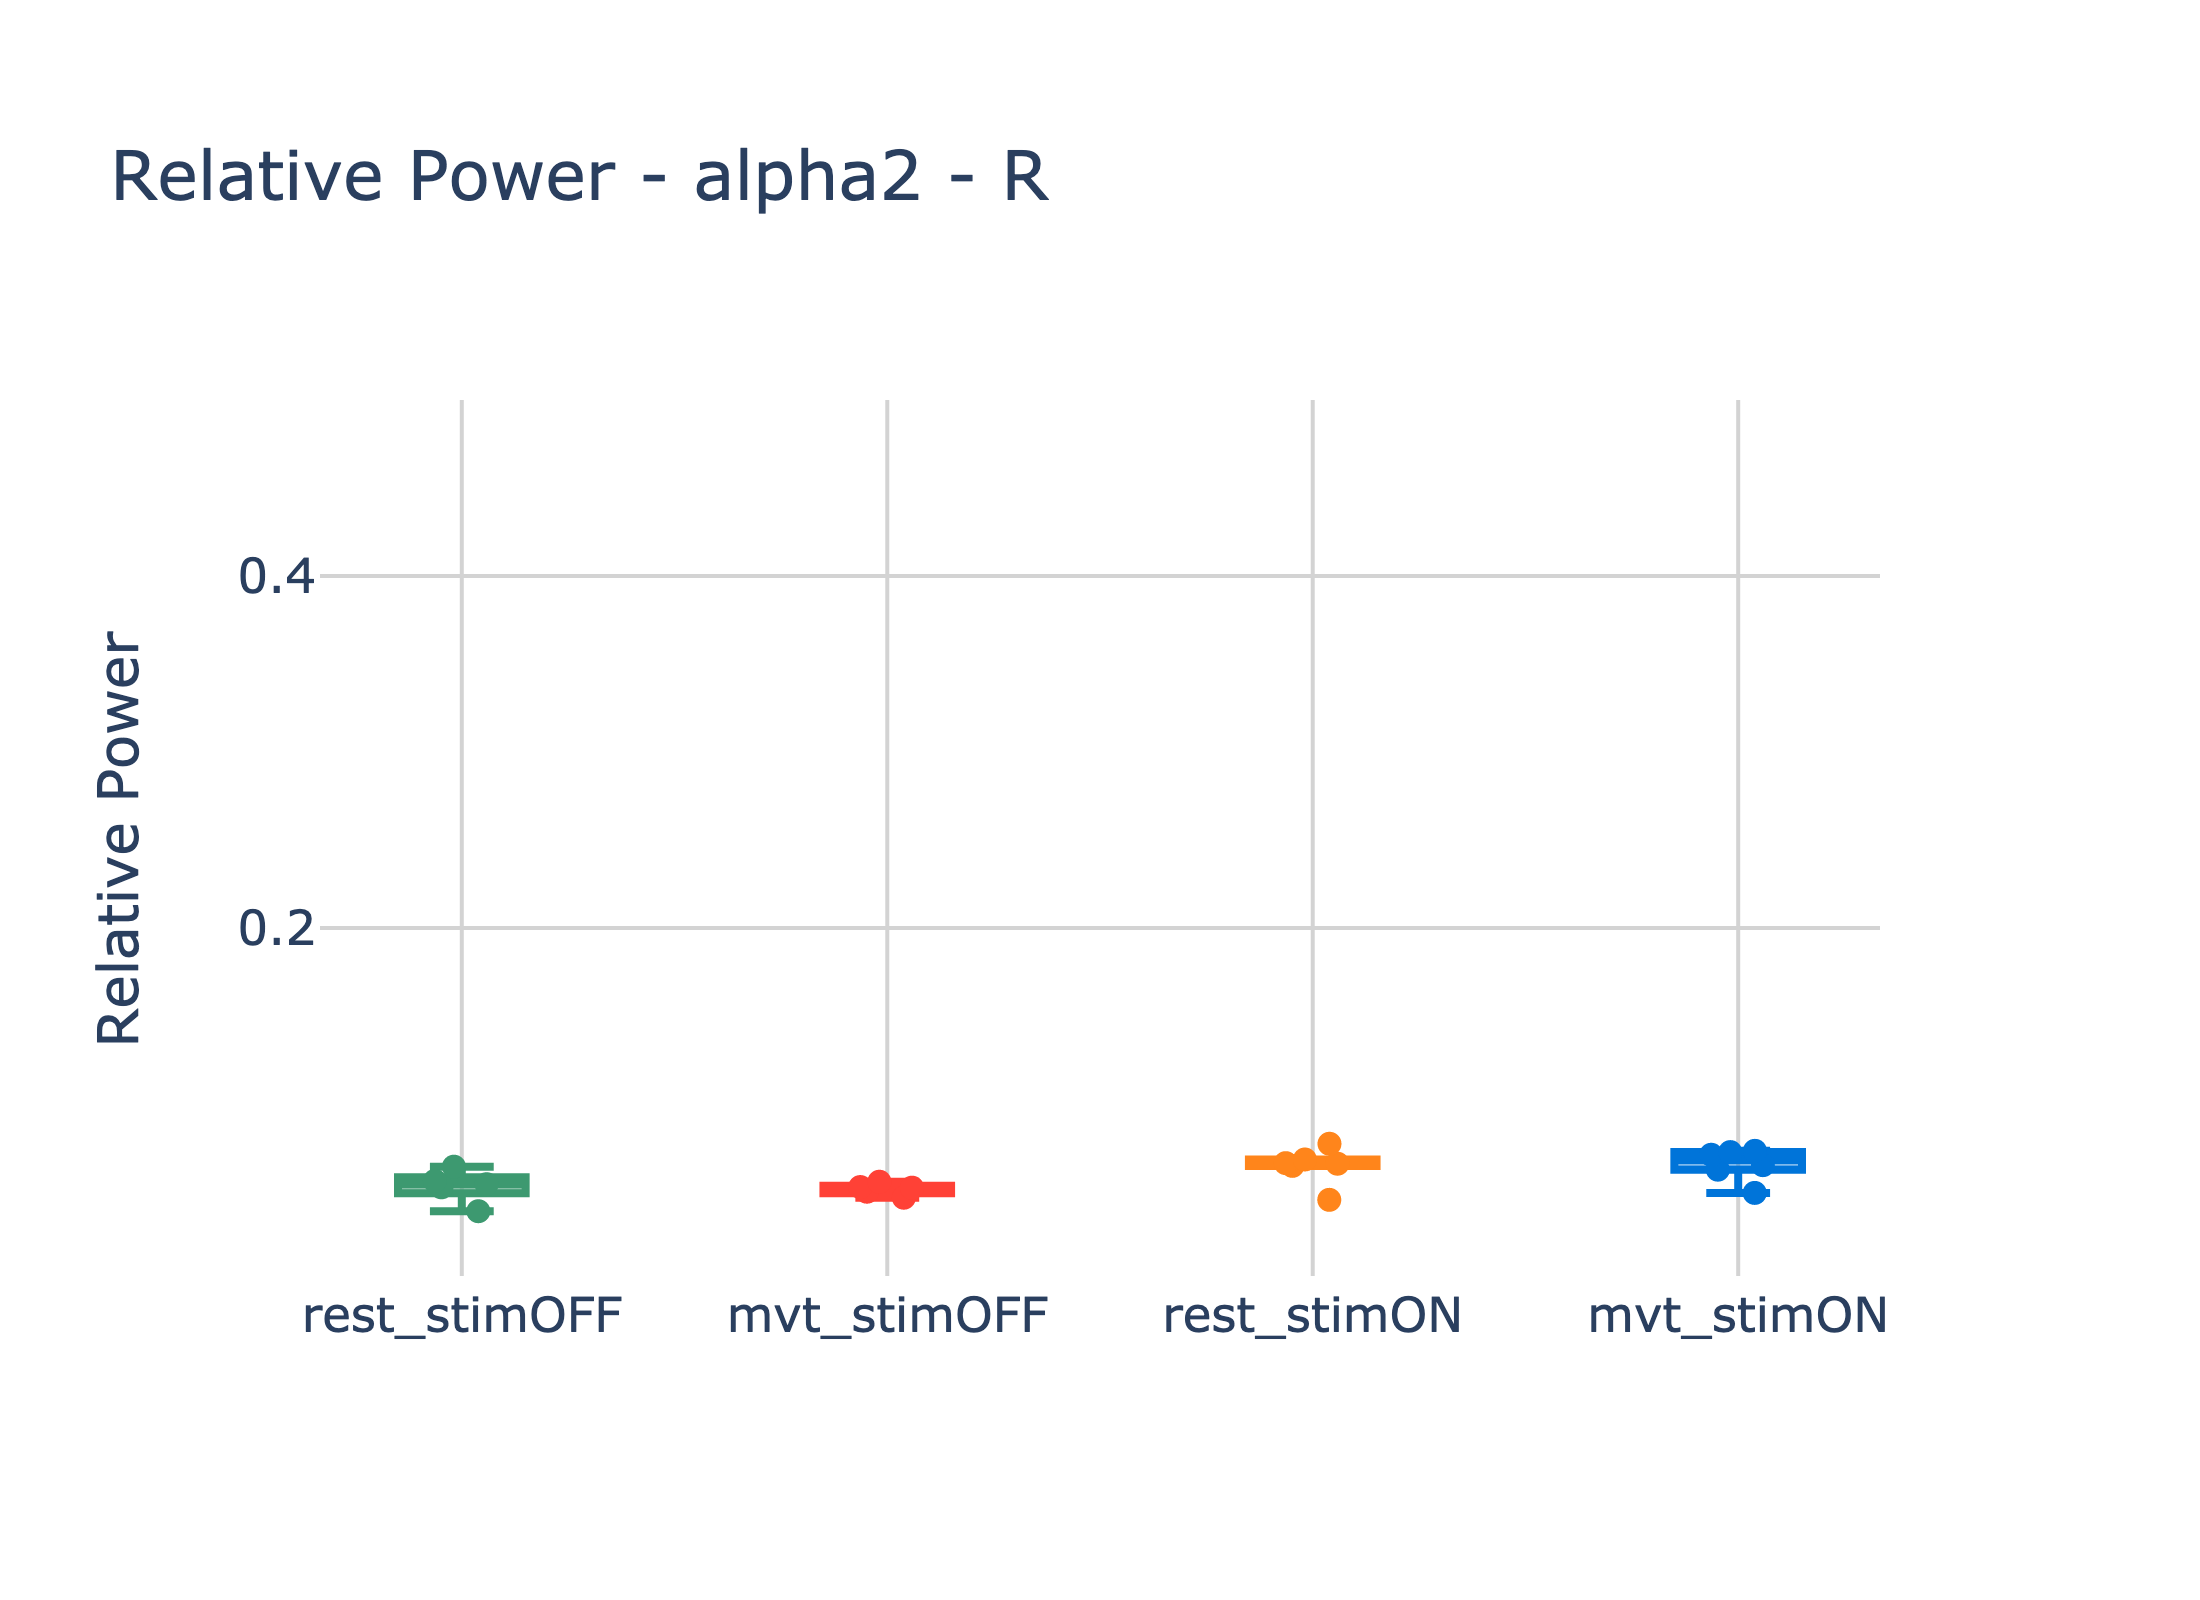 Relative Power - alpha2 - R
Relative Power
0.4
0.2
rest_stimOFF
mvt_stimOFF
rest_stimON
mvt_stimON